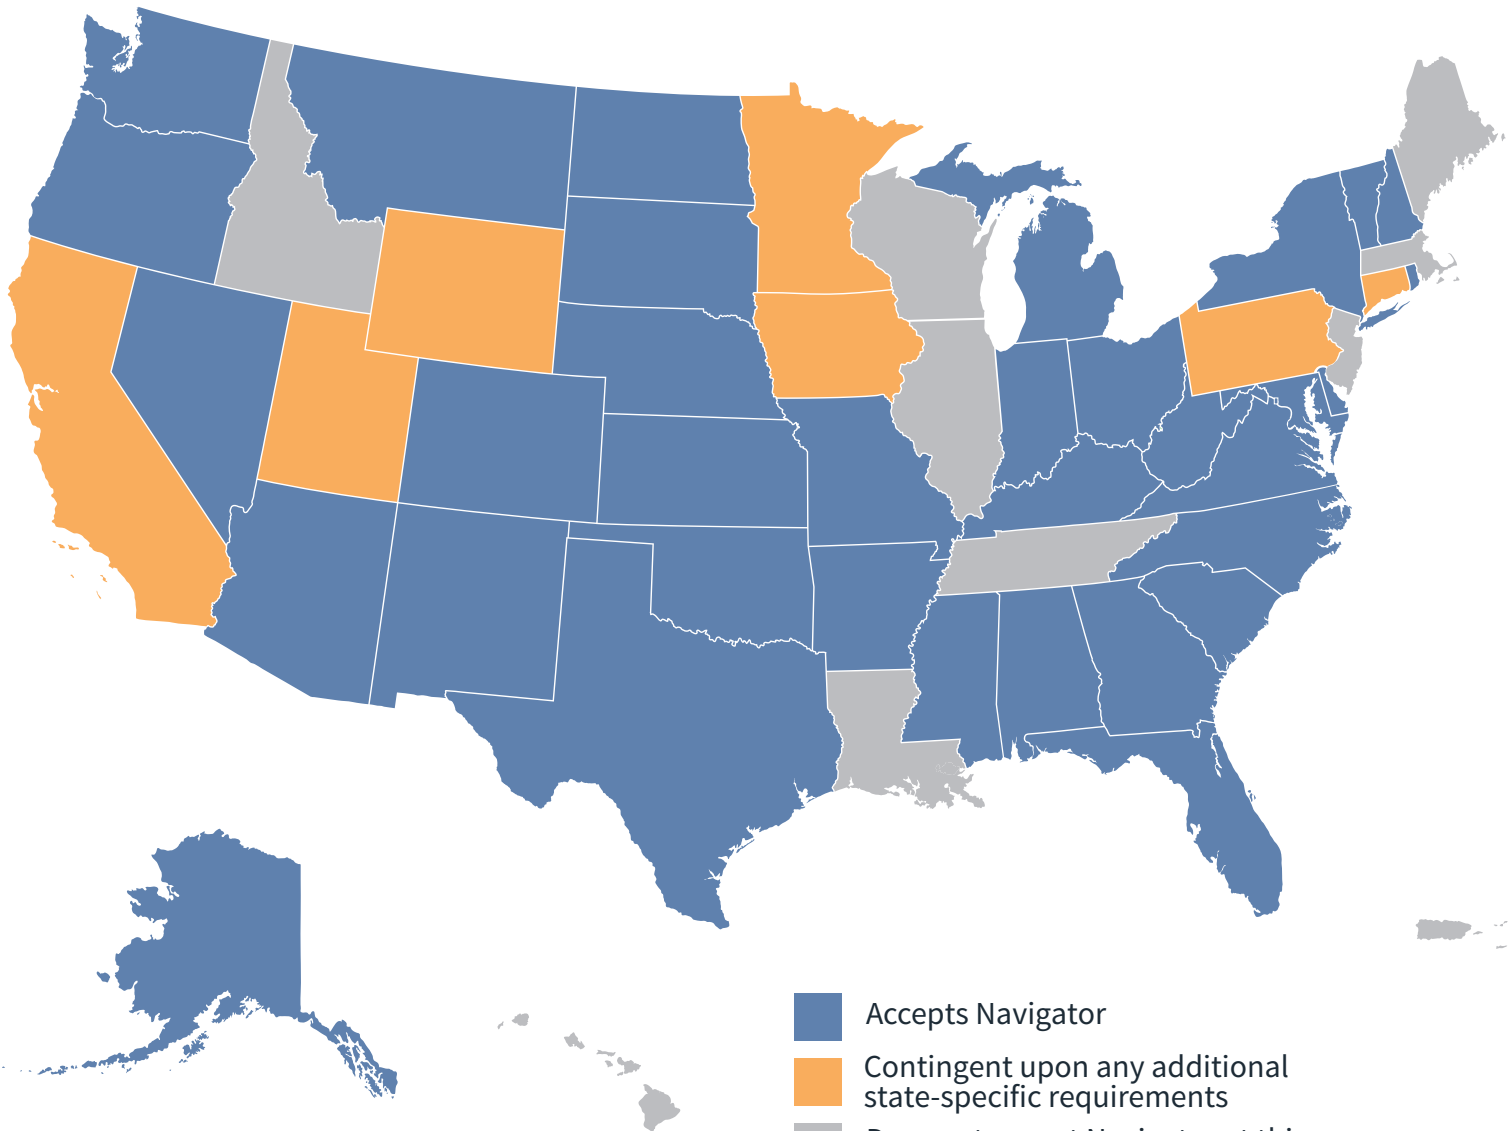 Accepts Navigator
Contingent upon any additional
state-specific requirements